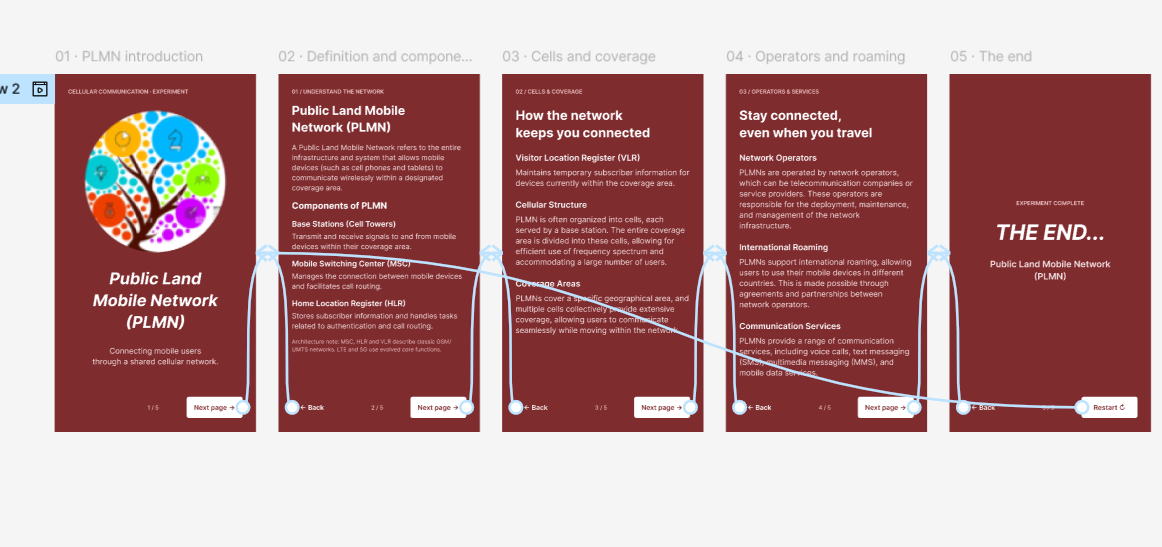 01 · PLMN introduction
02 · Definition and compone...
03 · Cells and coverage
04 · Operators and roaming
05 · The end
w 2
CELLULAR COMMUNICATION · EXPERIMENT
Public Land
Mobile Network
(PLMN)
Connecting mobile users
through a shared cellular network.
1 / 5
Next page →
01 / UNDERSTAND THE NETWORK
Public Land Mobile
Network (PLMN)
A Public Land Mobile Network refers to the entire
infrastructure and system that allows mobile
devices (such as cell phones and tablets) to
communicate wirelessly within a designated
coverage area.
Components of PLMN
Base Stations (Cell Towers)
Transmit and receive signals to and from mobile
devices within their coverage area.
Mobile Switching Center (MSC)
Manages the connection between mobile devices
and facilitates call routing.
Home Location Register (HLR)
Stores subscriber information and handles tasks
related to authentication and call routing.
Architecture note: MSC, HLR and VLR describe classic GSM/
UMTS networks. LTE and 5G use evolved core functions.
← Back
2 / 5
Next page →
02 / CELLS & COVERAGE
How the network
keeps you connected
Visitor Location Register (VLR)
Maintains temporary subscriber information for
devices currently within the coverage area.
Cellular Structure
PLMN is often organized into cells, each
served by a base station. The entire coverage
area is divided into these cells, allowing for
efficient use of frequency spectrum and
accommodating a large number of users.
Coverage Areas
PLMNs cover a specific geographical area, and
multiple cells collectively provide extensive
coverage, allowing users to communicate
seamlessly while moving within the network.
← Back
3 / 5
Next page →
03 / OPERATORS & SERVICES
Stay connected,
even when you travel
Network Operators
PLMNs are operated by network operators,
which can be telecommunication companies or
service providers. These operators are
responsible for the deployment, maintenance,
and management of the network
infrastructure.
International Roaming
PLMNs support international roaming, allowing
users to use their mobile devices in different
countries. This is made possible through
agreements and partnerships between
network operators.
Communication Services
PLMNs provide a range of communication
services, including voice calls, text messaging
(SMS), multimedia messaging (MMS), and
mobile data services.
← Back
4 / 5
Next page →
EXPERIMENT COMPLETE
THE END...
Public Land Mobile Network
(PLMN)
← Back
5 / 5
Restart ↻